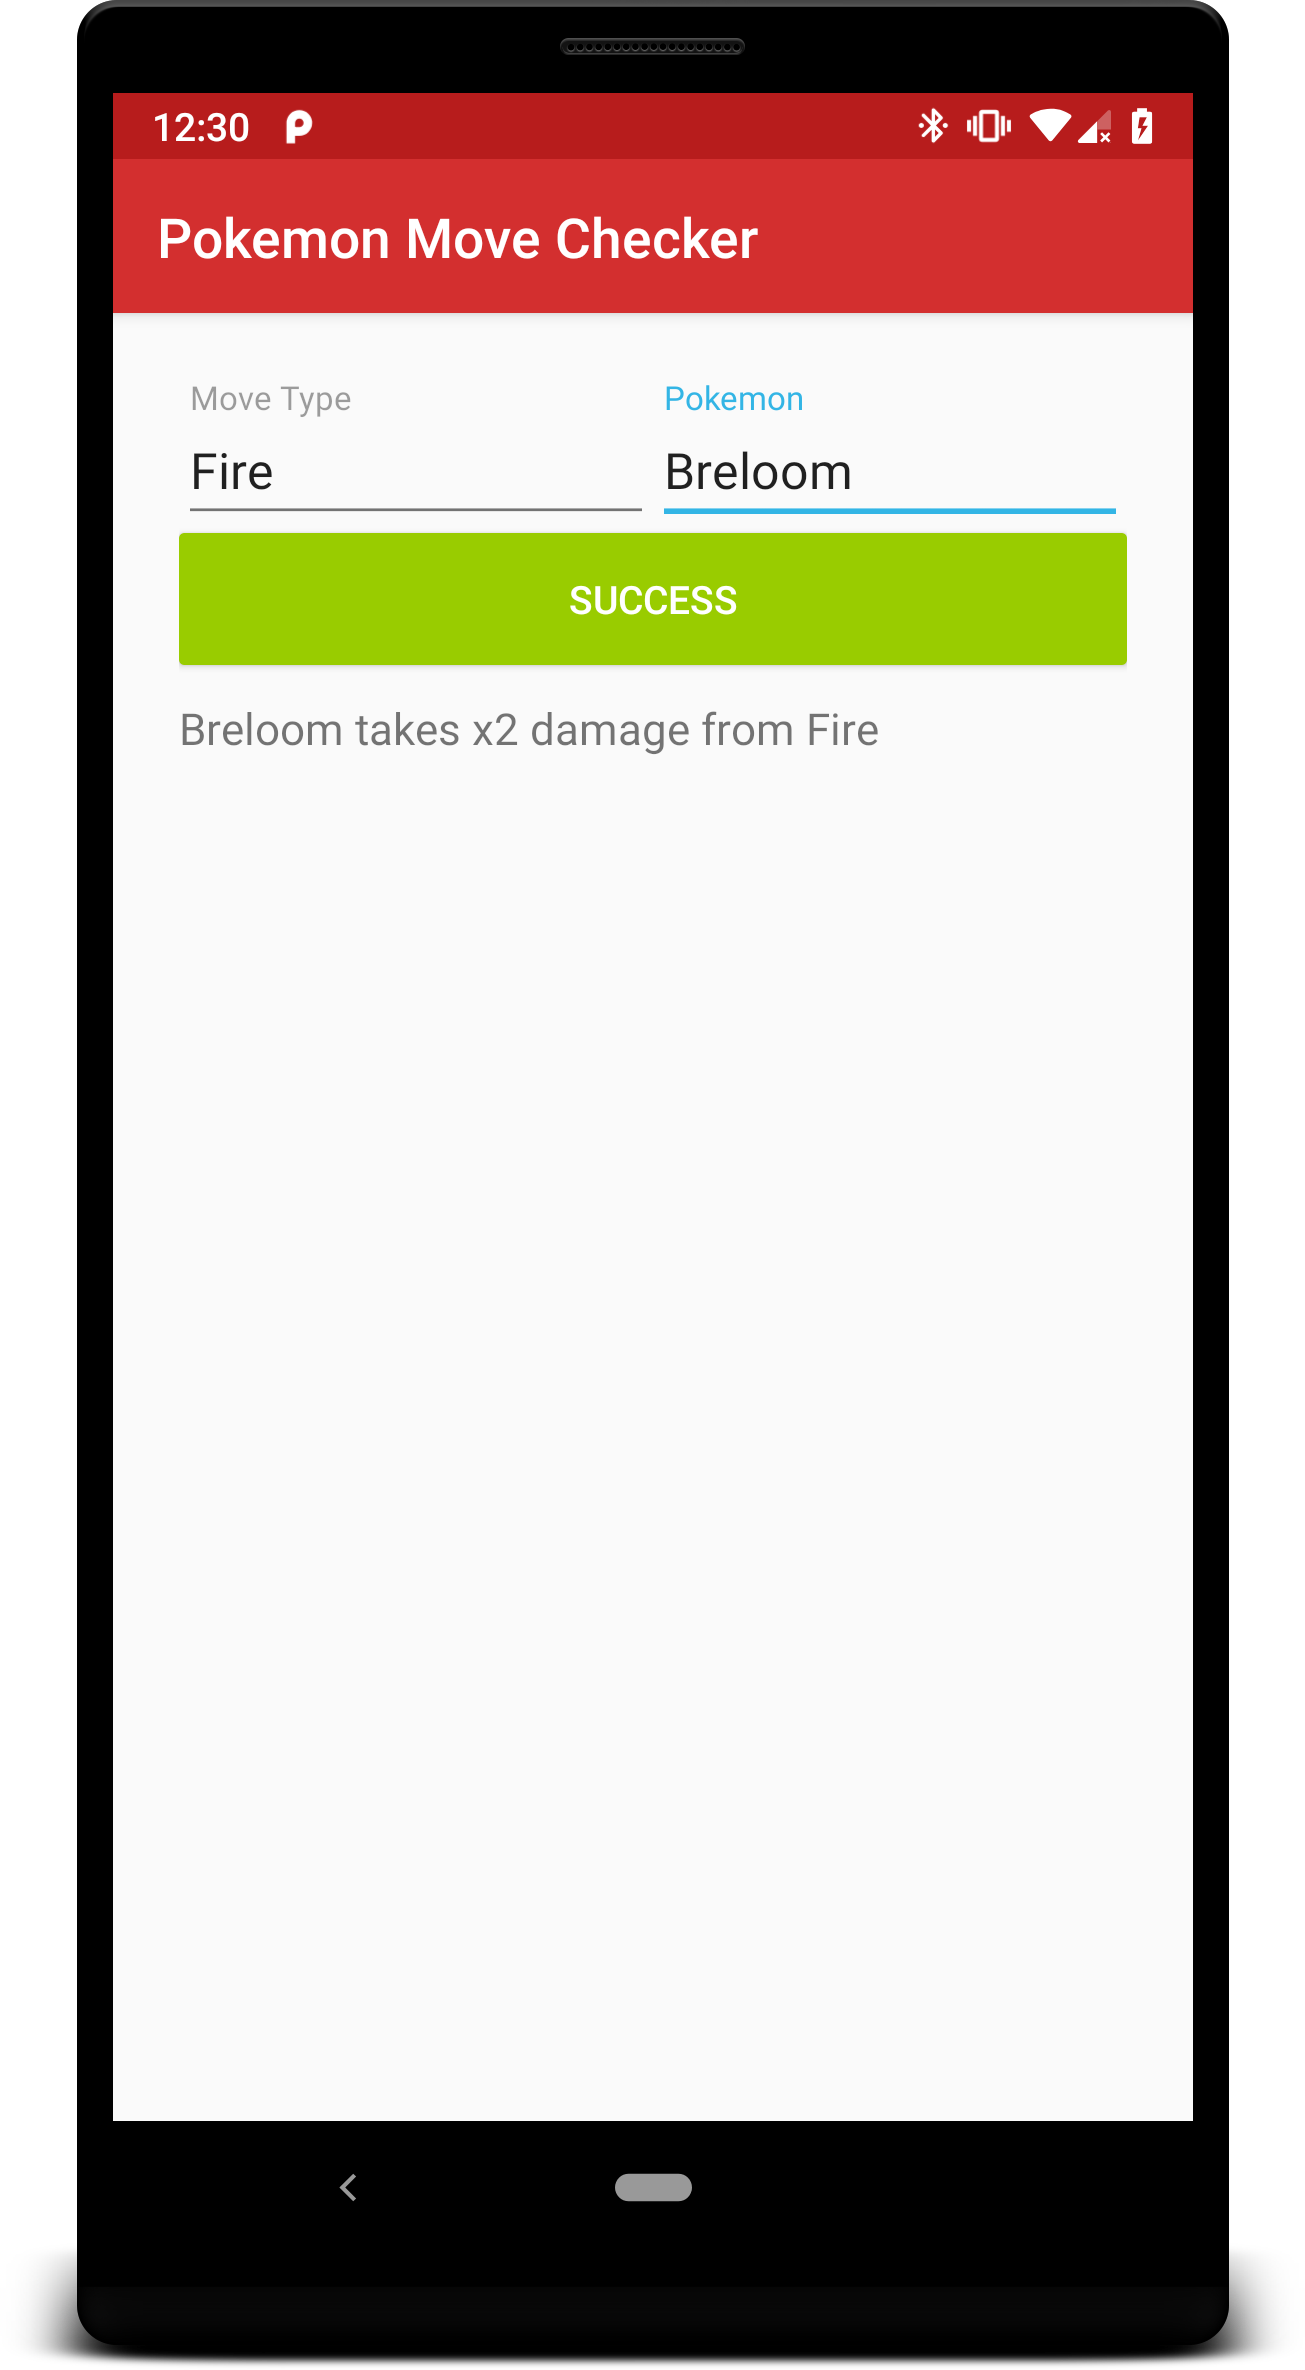 12:30
Pokemon Move Checker
Move Type
Pokemon
Fire
Breloom
SUCCESS
Breloom takes x2 damage from Fire